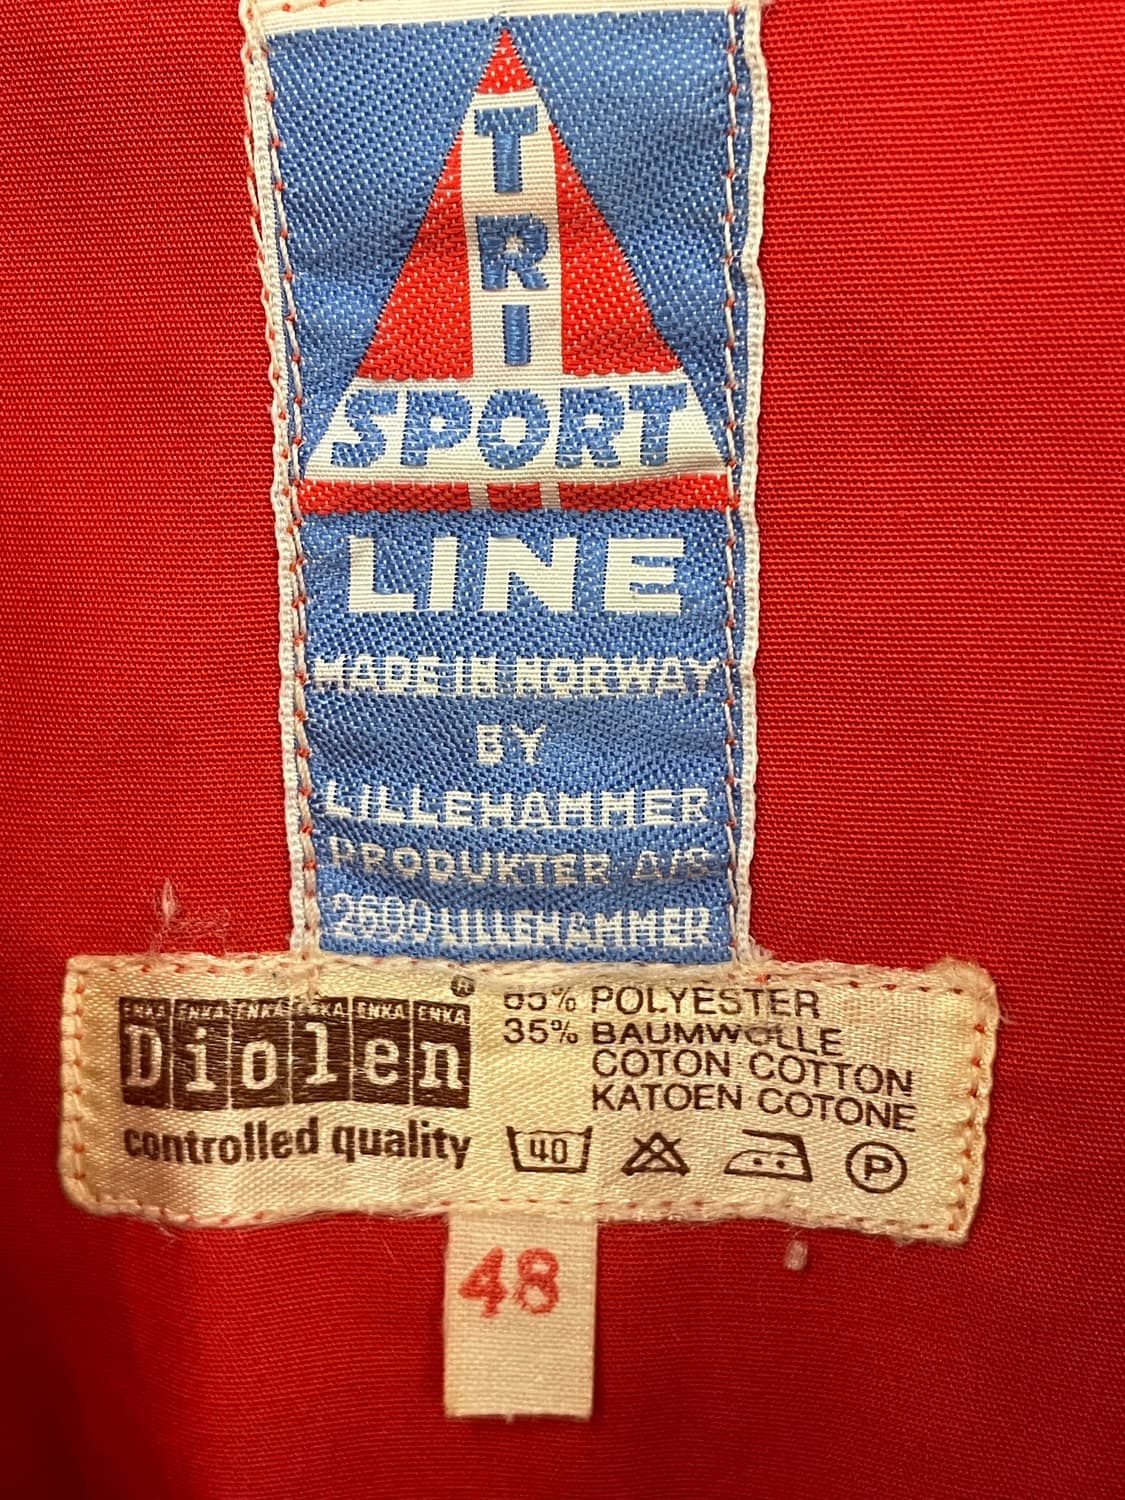 TRI
SPORT
LINE
MADE IN NORWAY
BY
LILLEHAMMER
PRODUKTER A/S
2600 LILLEHAMMER
ENKA ENKA ENKA ENKA ENKA ENKA ®
Diolen
controlled quality
65% POLYESTER
35% BAUMWOLLE
COTON·COTTON
KATOEN·COTONE
40 P
48